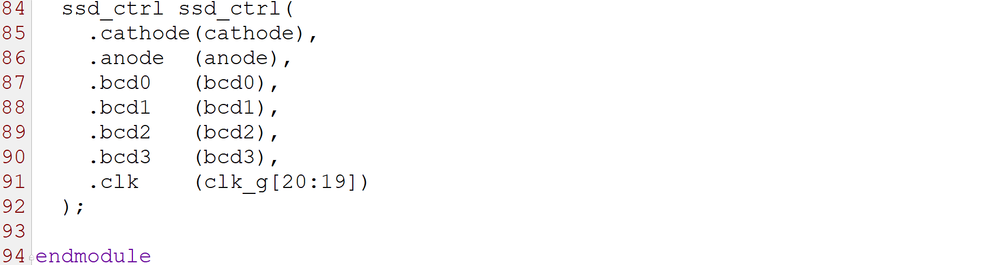 84 ssd_ctrl ssd_ctrl(
85 .cathode(cathode),
86 .anode (anode),
87 .bcd0 (bcd0),
88 .bcd1 (bcd1),
89 .bcd2 (bcd2),
90 .bcd3 (bcd3),
91 .clk (clk_g[20:19])
92 );
93
94 endmodule